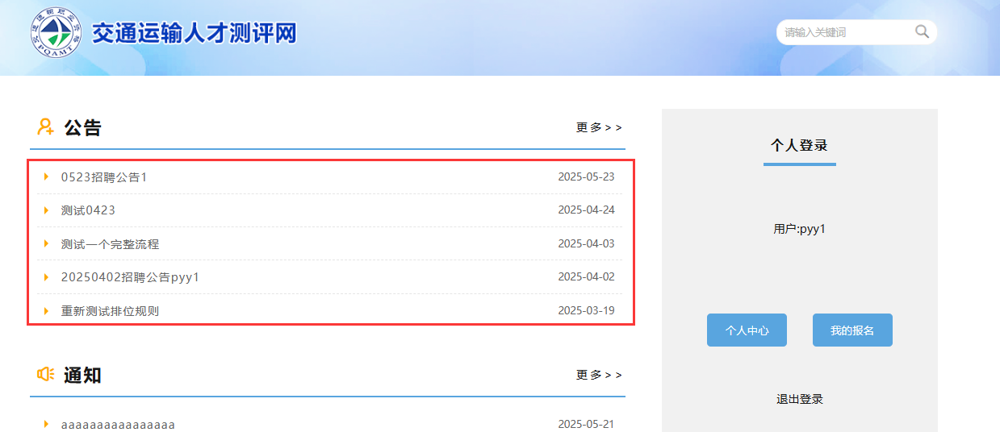 PQAMT
交通运输人才测评网
请输入关键词
公告
更多>>
0523招聘公告1 2025-05-23
测试0423 2025-04-24
测试一个完整流程 2025-04-03
20250402招聘公告pyy1 2025-04-02
重新测试排位规则 2025-03-19
通知
更多>>
aaaaaaaaaaaaaaaa 2025-05-21
个人登录
用户:pyy1
个人中心
我的报名
退出登录